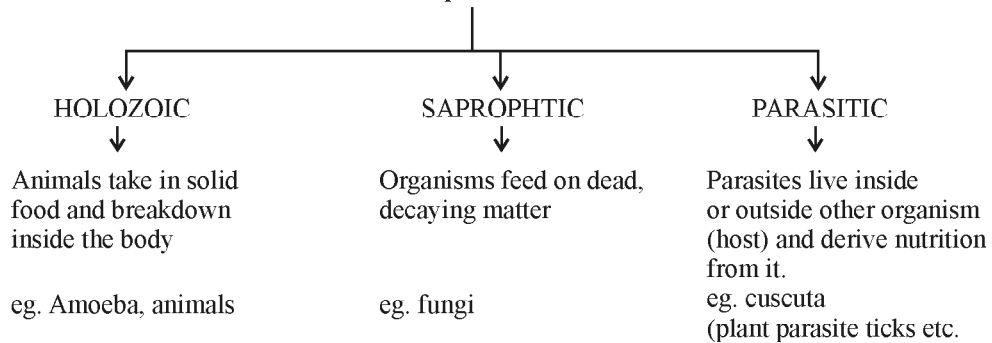 HOLOZOIC
SAPROPHTIC
PARASITIC
Animals take in solid
food and breakdown
inside the body
eg. Amoeba, animals
Organisms feed on dead,
decaying matter
eg. fungi
Parasites live inside
or outside other organism
(host) and derive nutrition
from it.
eg. cuscuta
(plant parasite ticks etc.